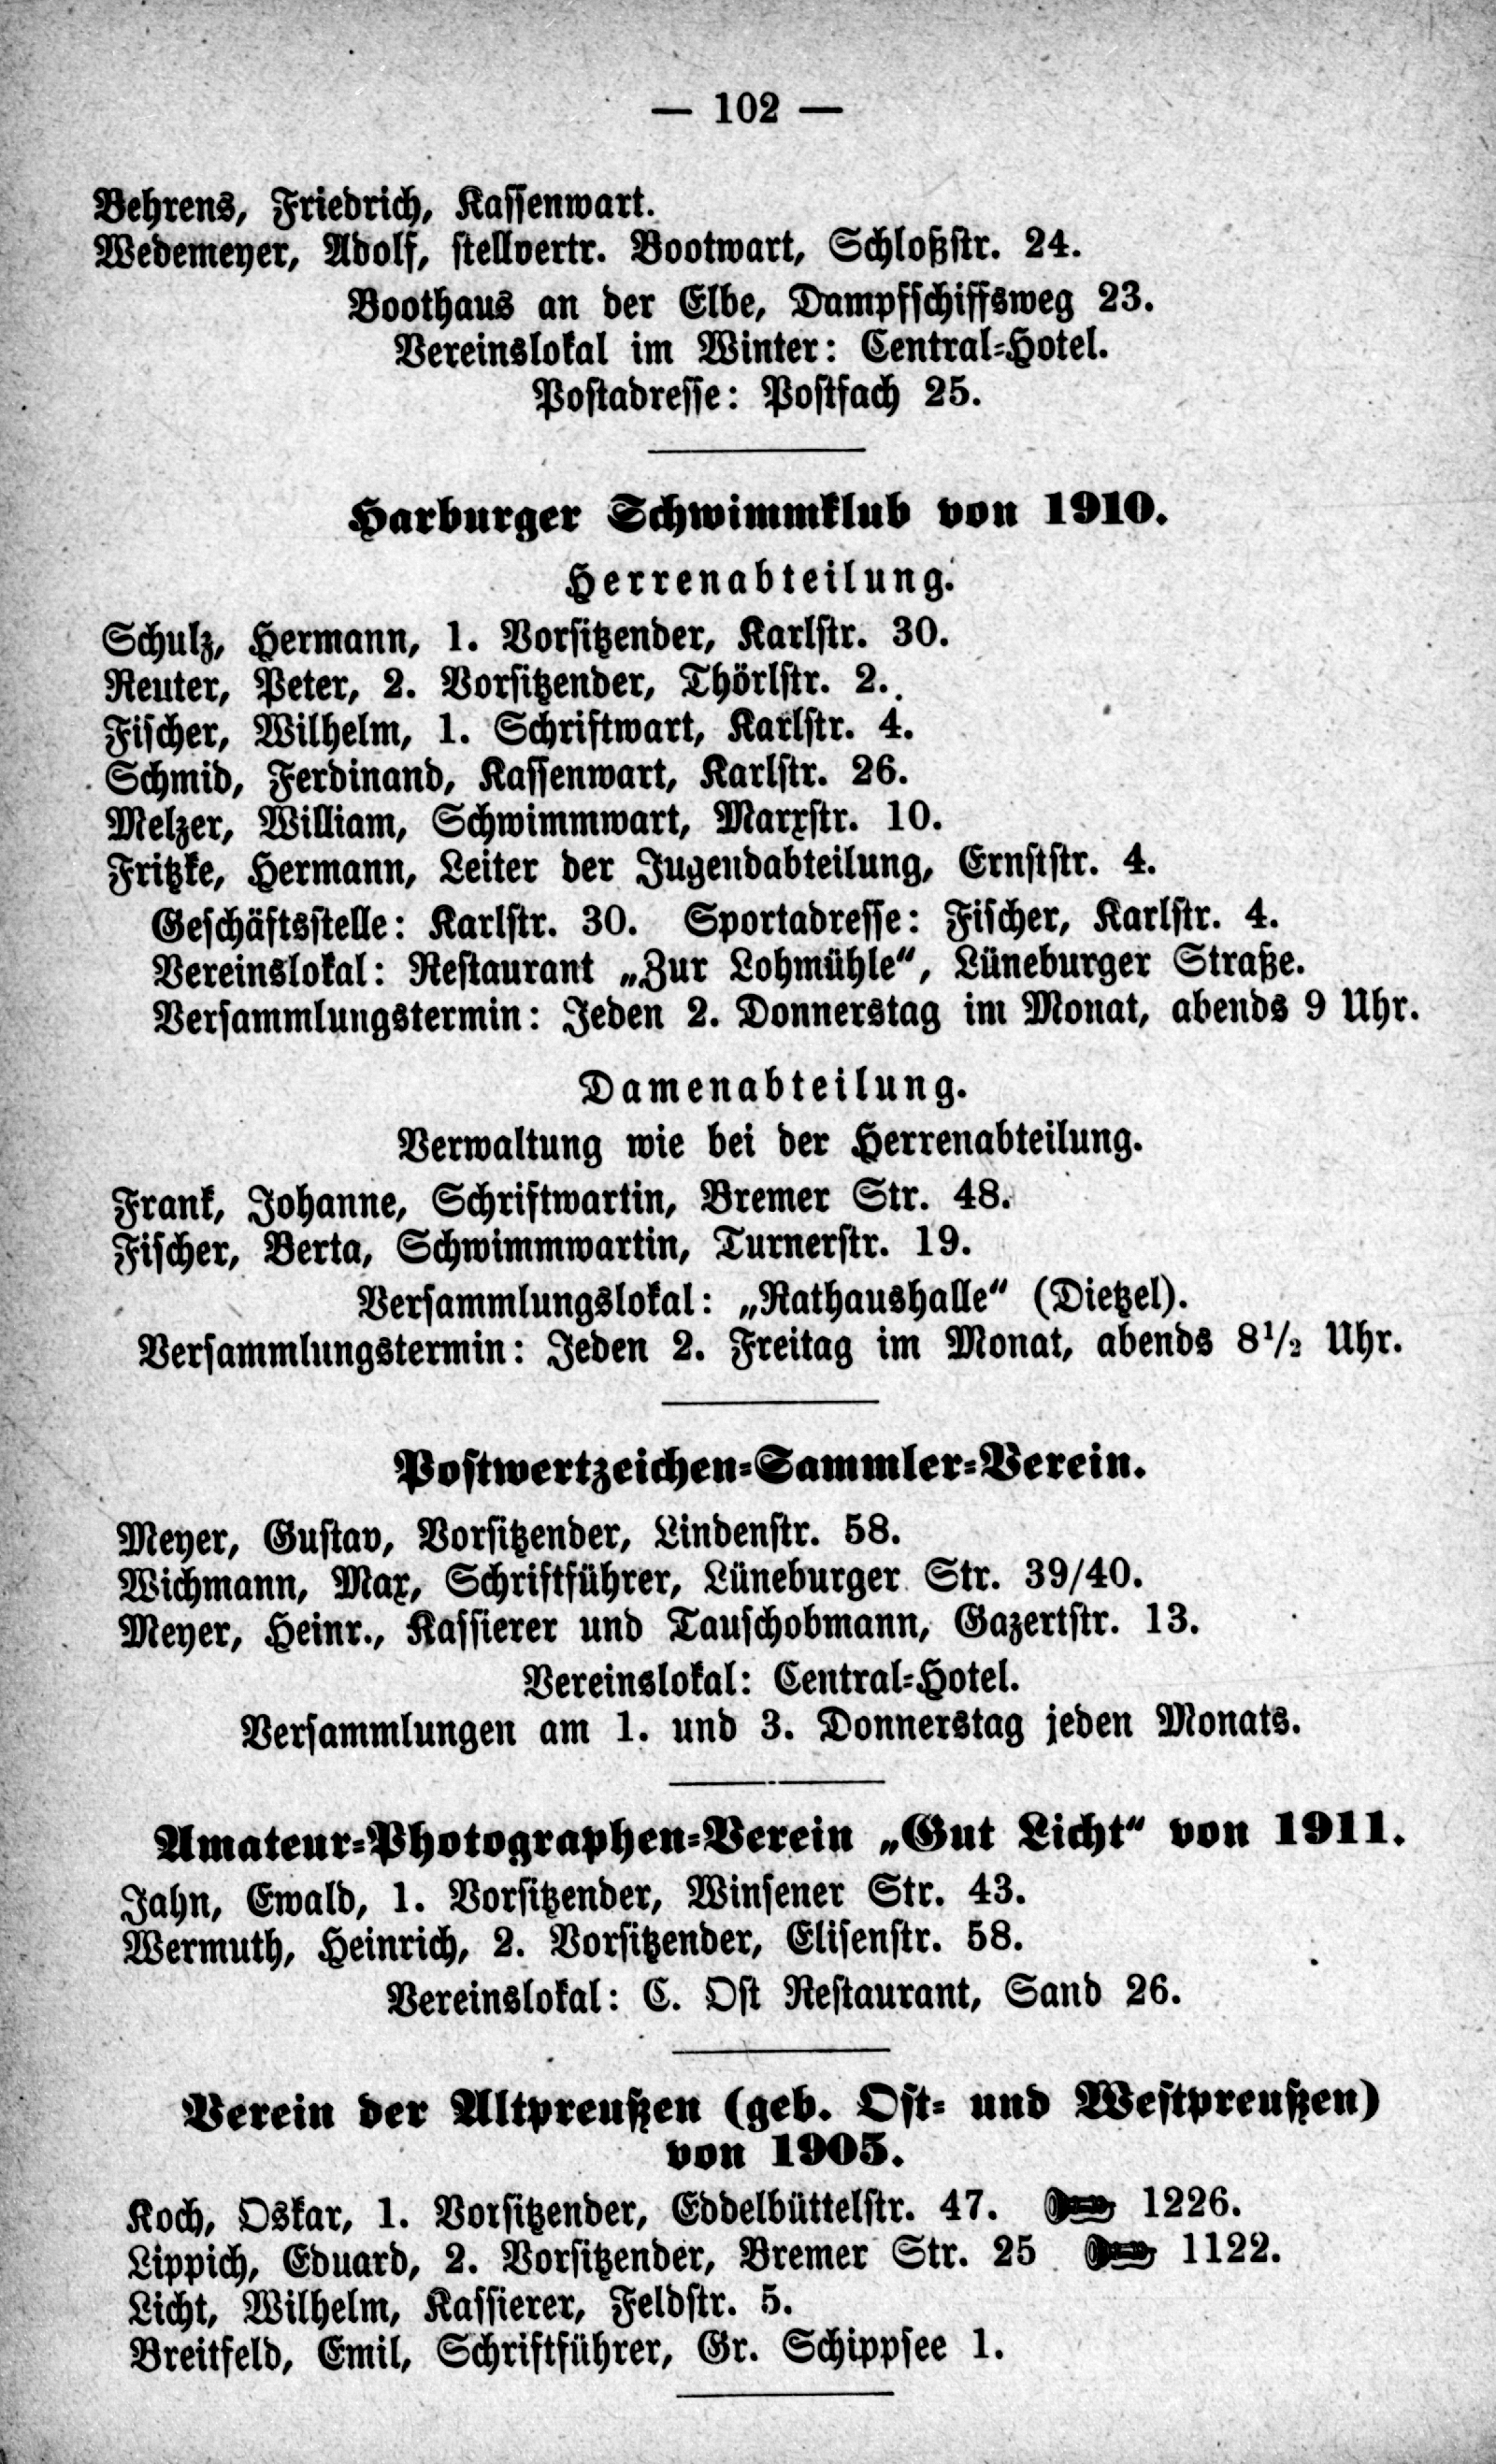 — 102 —
Behrens, Friedrich, Kassenwart.
Wedemeyer, Adolf, stellvertr. Bootwart, Schloßstr. 24.
Boothaus an der Elbe, Dampfschiffsweg 23.
Vereinslokal im Winter: Central-Hotel.
Postadresse: Postfach 25.
Harburger Schwimmklub von 1910.
Herrenabteilung.
Schulz, Hermann, 1. Vorsitzender, Karlstr. 30.
Reuter, Peter, 2. Vorsitzender, Thörlstr. 2.
Fischer, Wilhelm, 1. Schriftwart, Karlstr. 4.
Schmid, Ferdinand, Kassenwart, Karlstr. 26.
Melzer, William, Schwimmwart, Marxstr. 10.
Fritzke, Hermann, Leiter der Jugendabteilung, Ernststr. 4.
Geschäftsstelle: Karlstr. 30. Sportadresse: Fischer, Karlstr. 4.
Vereinslokal: Restaurant „Zur Lohmühle“, Lüneburger Straße.
Versammlungstermin: Jeden 2. Donnerstag im Monat, abends 9 Uhr.
Damenabteilung.
Verwaltung wie bei der Herrenabteilung.
Frank, Johanne, Schriftwartin, Bremer Str. 48.
Fischer, Berta, Schwimmwartin, Turnerstr. 19.
Versammlungslokal: „Rathaushalle“ (Dietzel).
Versammlungstermin: Jeden 2. Freitag im Monat, abends 8½ Uhr.
Postwertzeichen-Sammler-Verein.
Meyer, Gustav, Vorsitzender, Lindenstr. 58.
Wichmann, Max, Schriftführer, Lüneburger Str. 39/40.
Meyer, Heinr., Kassierer und Tauschobmann, Gazertstr. 13.
Vereinslokal: Central-Hotel.
Versammlungen am 1. und 3. Donnerstag jeden Monats.
Amateur-Photographen-Verein „Gut Licht“ von 1911.
Jahn, Ewald, 1. Vorsitzender, Winsener Str. 43.
Wermuth, Heinrich, 2. Vorsitzender, Elisenstr. 58.
Vereinslokal: C. Ost Restaurant, Sand 26.
Verein der Altpreußen (geb. Ost- und Westpreußen)
von 1905.
Koch, Oskar, 1. Vorsitzender, Eddelbüttelstr. 47. 1226.
Lippich, Eduard, 2. Vorsitzender, Bremer Str. 25 1122.
Licht, Wilhelm, Kassierer, Feldstr. 5.
Breitfeld, Emil, Schriftführer, Gr. Schippsee 1.